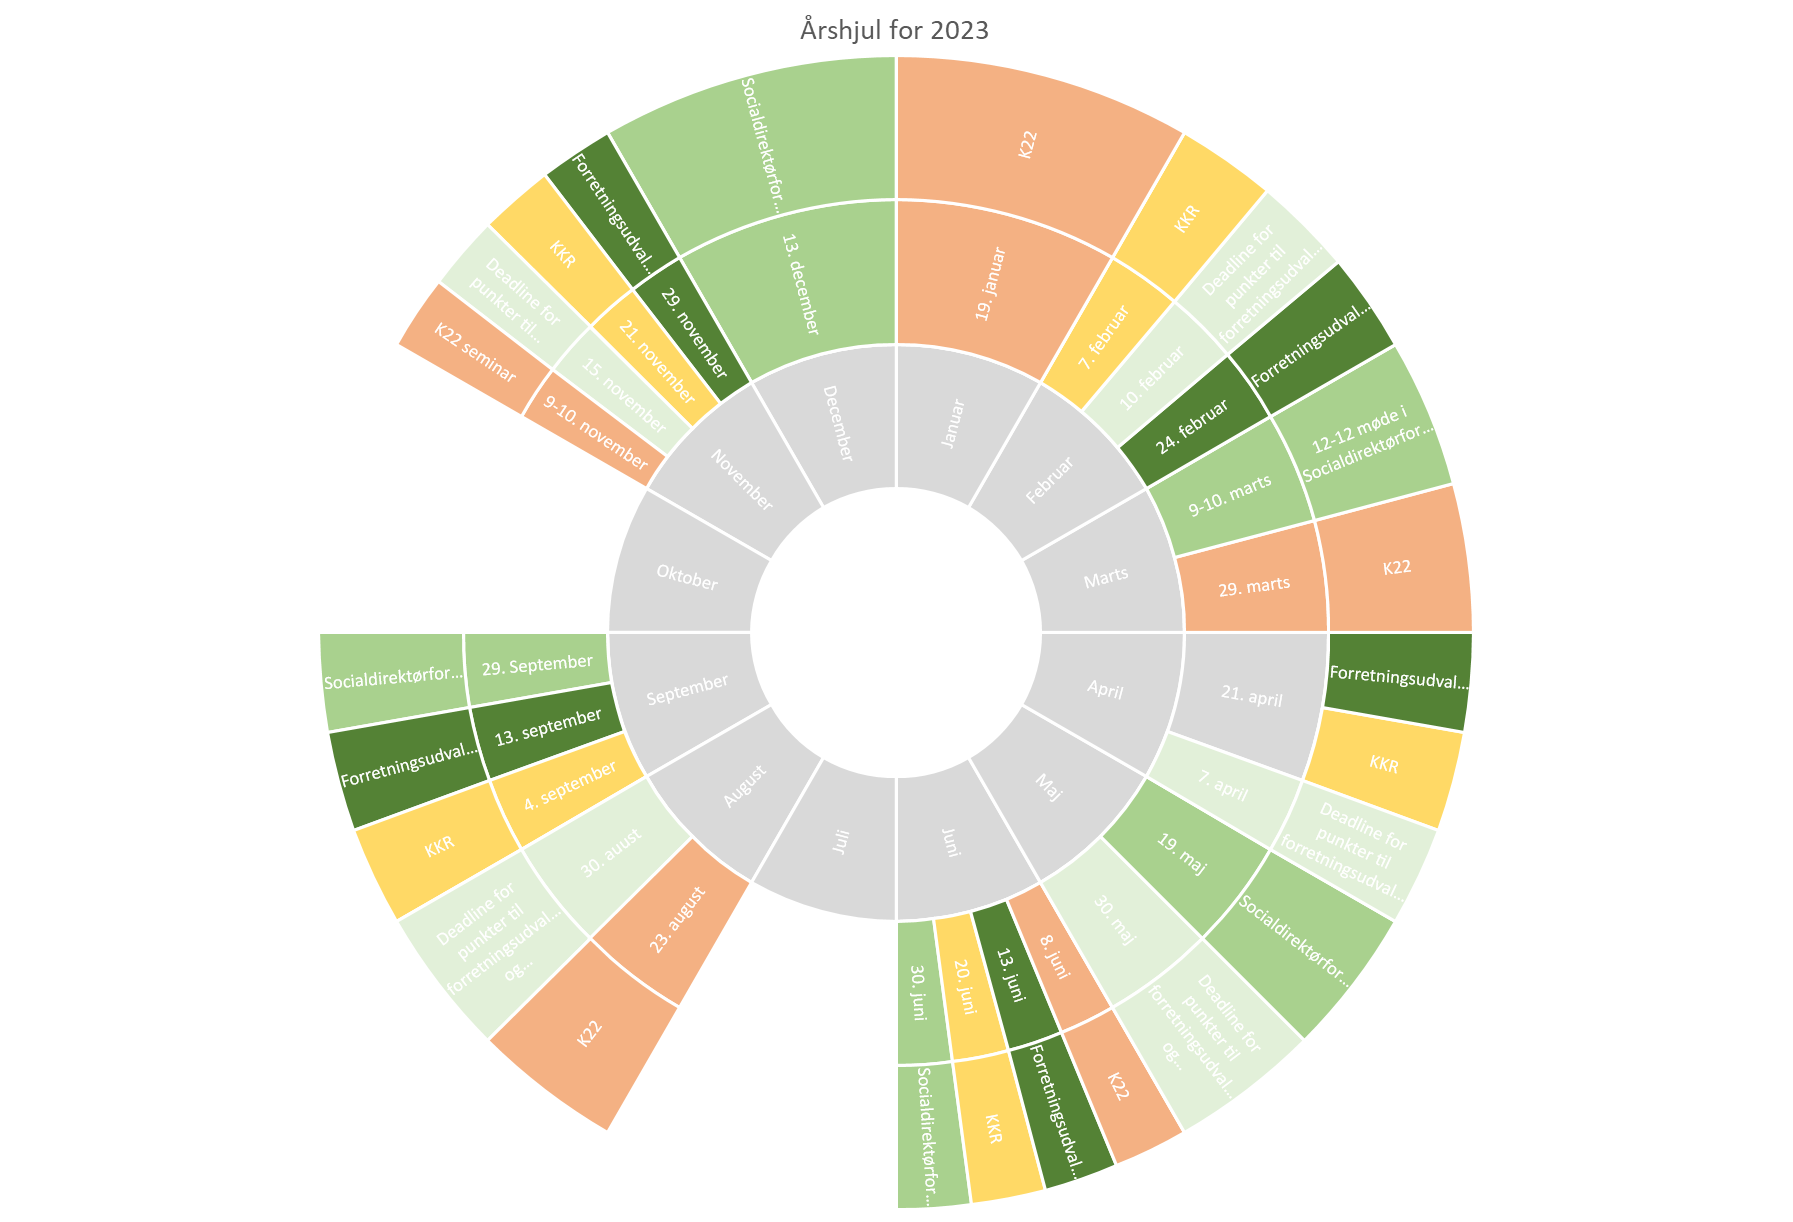 Årshjul for 2023
Januar
19. januar
K22
Februar
7. februar
KKR
10. februar
Deadline for
punkter til
forretningsudval...
24. februar
Forretningsudval...
Marts
9-10. marts
12-12 møde i
Socialdirektørfor...
29. marts
K22
April
21. april
Forretningsudval...
KKR
7. april
Deadline for
punkter til
forretningsudval...
Maj
19. maj
Socialdirektørfor...
30. maj
Deadline for
punkter til
forretningsudval...
og...
Juni
8. juni
K22
13. juni
Forretningsudval...
20. juni
KKR
30. juni
Socialdirektørfor...
Juli
August
23. august
K22
30. auust
Deadline for
punkter til
forretningsudval...
og...
September
4. september
KKR
13. september
Forretningsudval...
29. September
Socialdirektørfor...
Oktober
November
9-10. november
K22 seminar
15. november
Deadline for
punkter til...
21. november
KKR
29. november
Forretningsudval...
December
13. december
Socialdirektørfor...